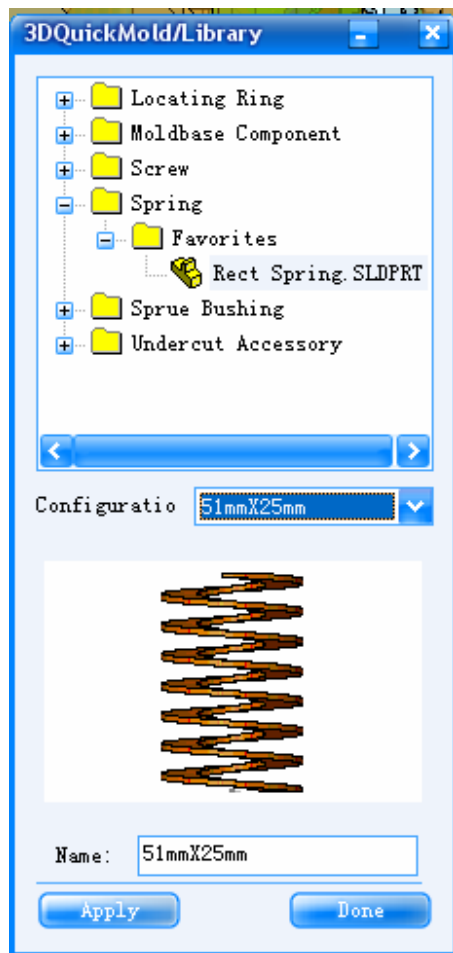 3DQuickMold/Library
Locating Ring
Moldbase Component
Screw
Spring
Favorites
Rect Spring.SLDPRT
Sprue Bushing
Undercut Accessory
Configuratio 51mmX25mm
Name: 51mmX25mm
Apply Done